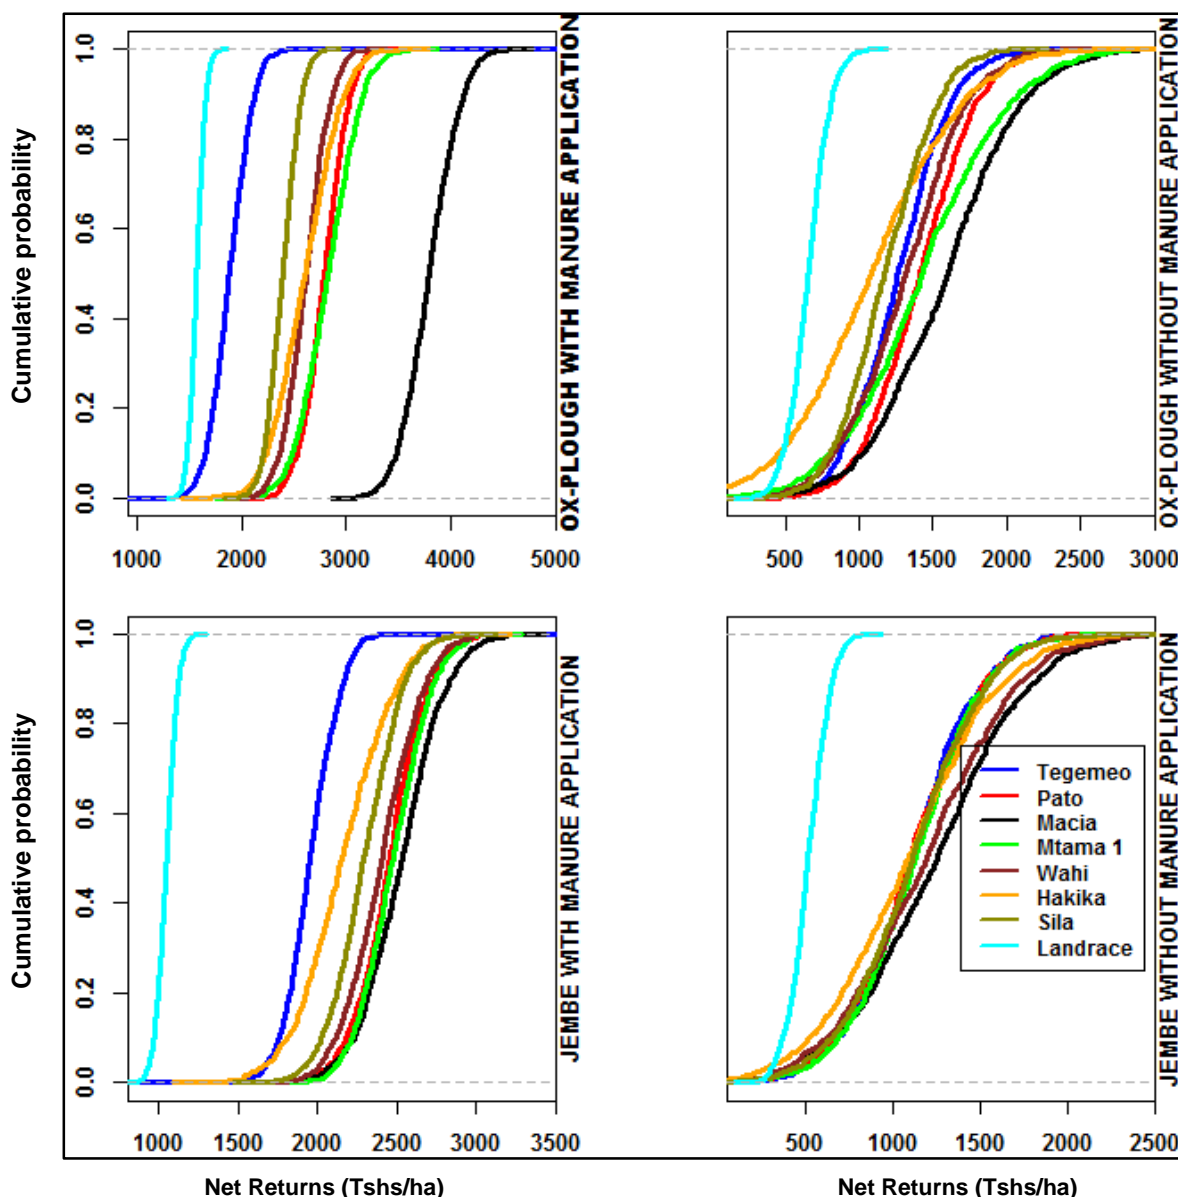 Cumulative probability
0.0 0.2 0.4 0.6 0.8 1.0
1000 2000 3000 4000 5000
OX-PLOUGH WITH MANURE APPLICATION
500 1000 1500 2000 2500 3000
OX-PLOUGH WITHOUT MANURE APPLICATION
Cumulative probability
0.0 0.2 0.4 0.6 0.8 1.0
1000 1500 2000 2500 3000 3500
JEMBE WITH MANURE APPLICATION
Tegemeo
Pato
Macia
Mtama 1
Wahi
Hakika
Sila
Landrace
500 1000 1500 2000 2500
JEMBE WITHOUT MANURE APPLICATION
Net Returns (Tshs/ha)
Net Returns (Tshs/ha)